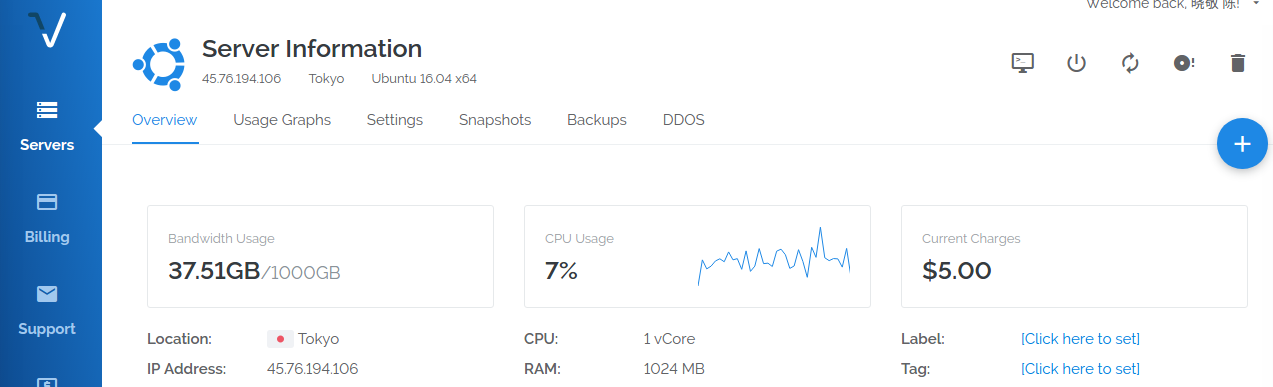 Welcome back, 晓敬 陈!
Server Information
45.76.194.106 Tokyo Ubuntu 16.04 x64
Overview Usage Graphs Settings Snapshots Backups DDOS
Servers
Billing
Support
Bandwidth Usage
37.51GB/1000GB
CPU Usage
7%
Current Charges
$5.00
Location: Tokyo
CPU: 1 vCore
Label: [Click here to set]
IP Address: 45.76.194.106
RAM: 1024 MB
Tag: [Click here to set]